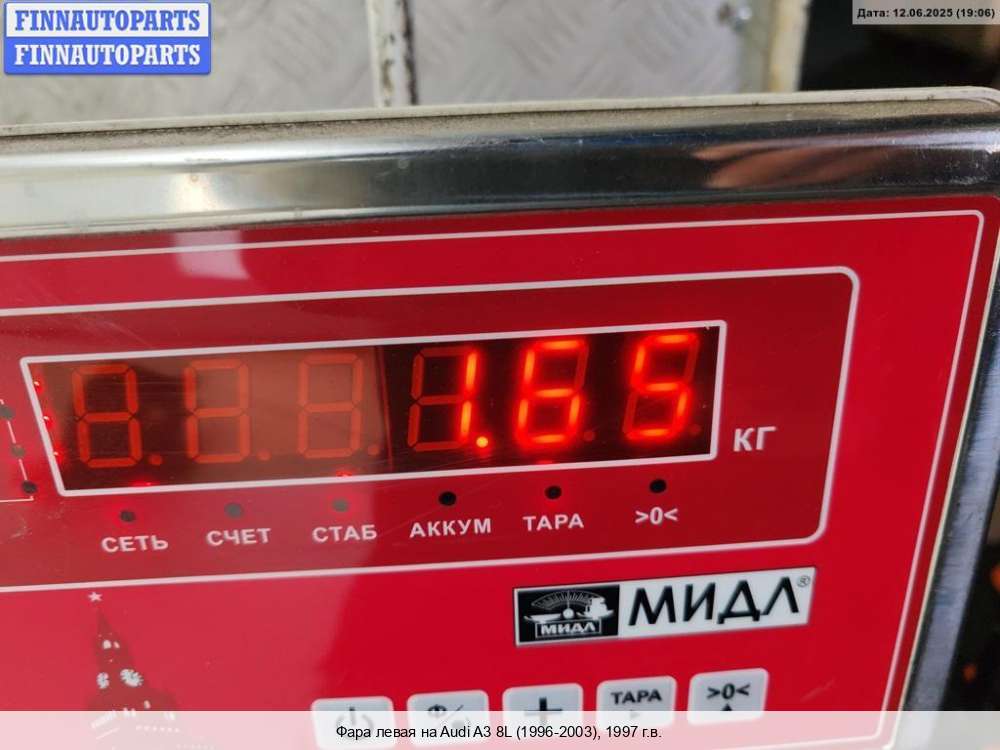 FINNAUTOPARTS
FINNAUTOPARTS
Дата: 12.06.2025 (19:06)
1.65
КГ
СЕТЬ СЧЕТ СТАБ АККУМ ТАРА >0<
МИДЛ МИДЛ®
ТАРА >0<
Фара левая на Audi A3 8L (1996-2003), 1997 г.в.